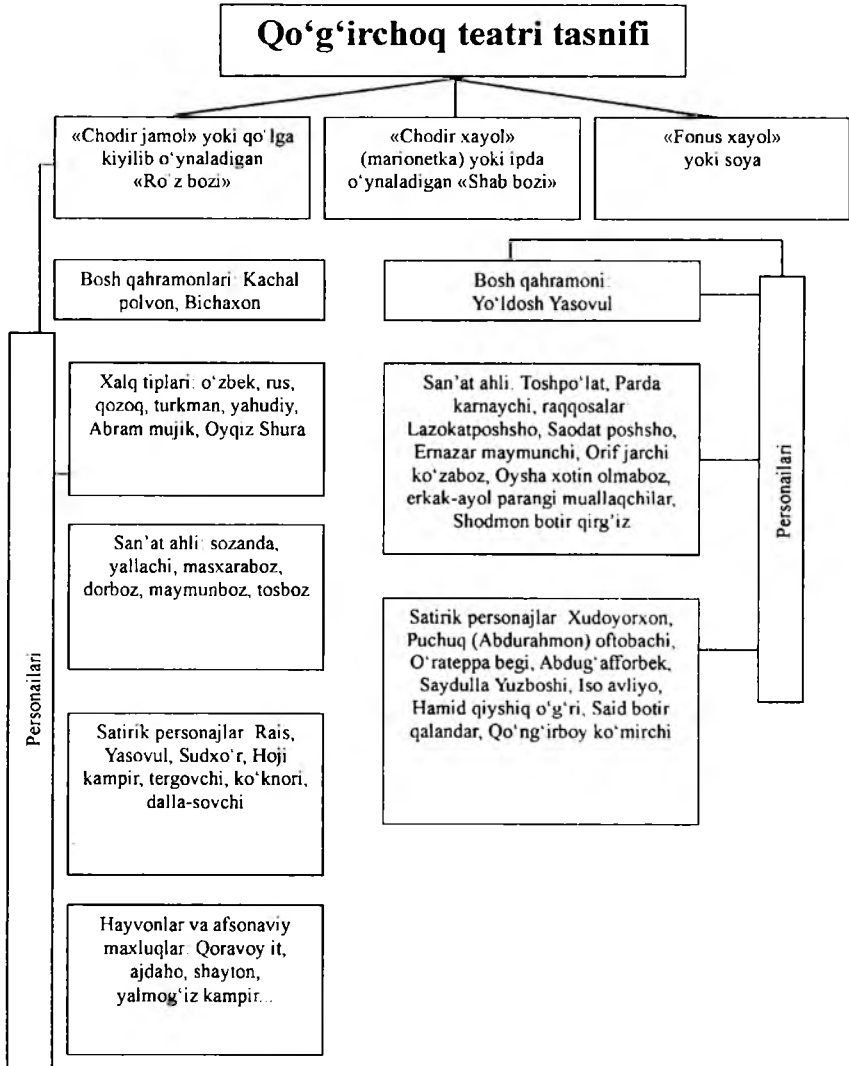 Qo‘g‘irchoq teatri tasnifi
«Chodir jamol» yoki qo‘lga
kiyilib o‘ynaladigan
«Ro‘z bozi»
«Chodir xayol»
(marionetka) yoki ipda
o‘ynaladigan «Shab bozi»
«Fonus xayol»
yoki soya
Bosh qahramonlari: Kachal
polvon, Bichaxon
Xalq tiplari: o‘zbek, rus,
qozoq, turkman, yahudiy,
Abram mujik, Oyqiz Shura
San’at ahli: sozanda,
yallachi, masxaraboz,
dorboz, maymunboz, tosboz
Satirik personajlar Rais,
Yasovul, Sudxo‘r, Hoji
kampir, tergovchi, ko‘knori,
dalla-sovchi
Hayvonlar va afsonaviy
maxluqlar: Qoravoy it,
ajdaho, shayton,
yalmog‘iz kampir...
Personailari
Bosh qahramoni:
Yo‘ldosh Yasovul
San’at ahli: Toshpo‘lat, Parda
karnaychi, raqqosalar
Lazokatposhsho, Saodat poshsho,
Ernazar maymunchi, Orif jarchi
ko‘zaboz, Oysha xotin olmaboz,
erkak-ayol parangi muallaqchilar,
Shodmon botir qirg‘iz
Satirik personajlar Xudoyorxon,
Puchuq (Abdurahmon) oftobachi,
O‘rateppa begi, Abdug‘afforbek,
Saydulla Yuzboshi, Iso avliyo,
Hamid qiyshiq o‘g‘ri, Said botir
qalandar, Qo‘ng‘irboy ko‘mirchi
Personailari